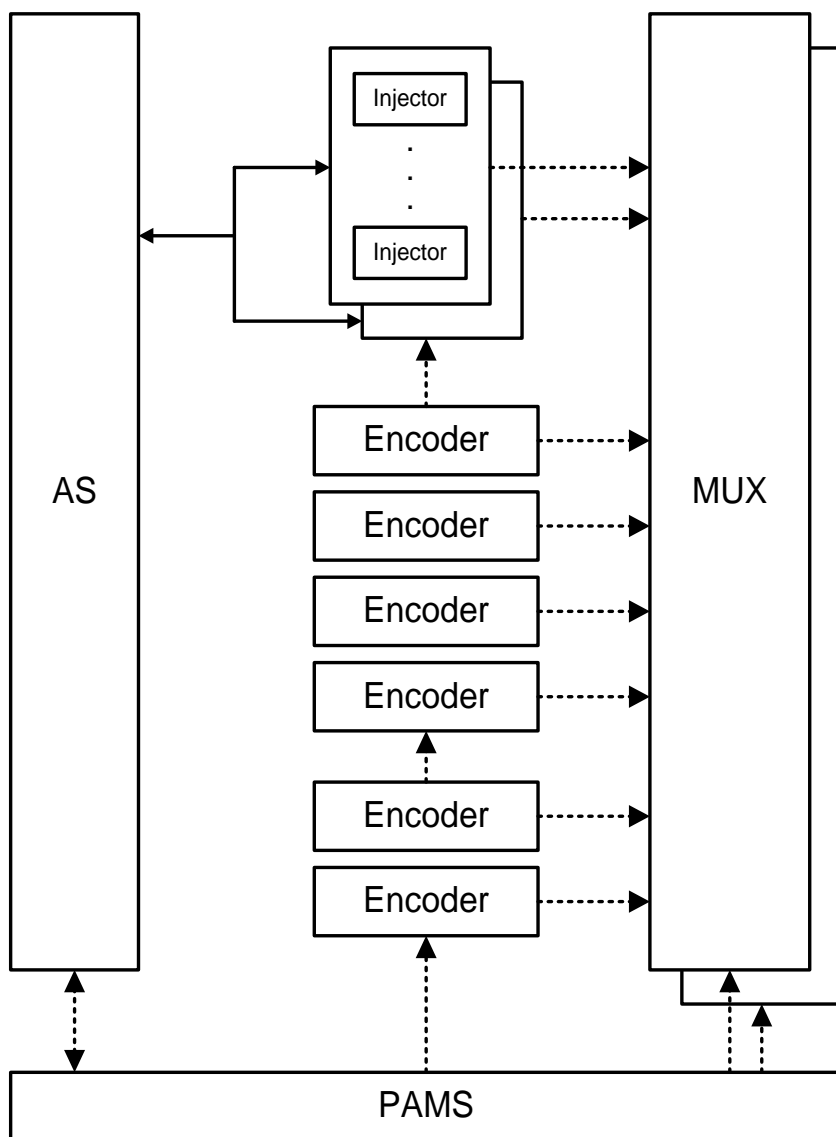 Injector
.
.
.
Injector
Encoder
AS
MUX
Encoder
Encoder
Encoder
Encoder
Encoder
PAMS